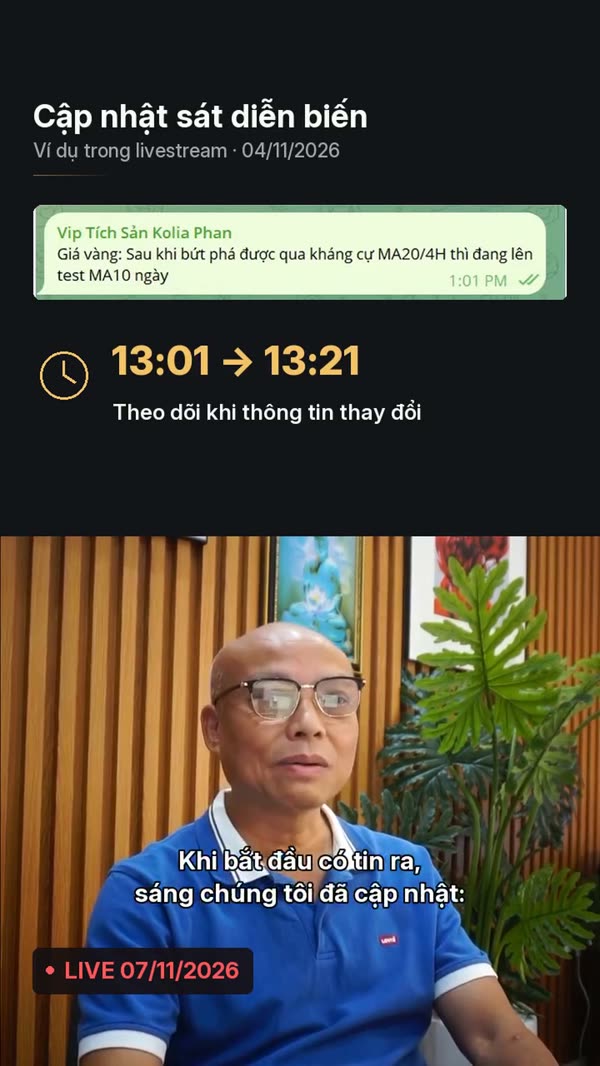 Cập nhật sát diễn biến
Ví dụ trong livestream · 04/11/2026
Vip Tích Sản Kolia Phan
Giá vàng: Sau khi bứt phá được qua kháng cự MA20/4H thì đang lên
test MA10 ngày
1:01 PM
13:01 → 13:21
Theo dõi khi thông tin thay đổi
Khi bắt đầu có tin ra,
sáng chúng tôi đã cập nhật:
Levi's
• LIVE 07/11/2026